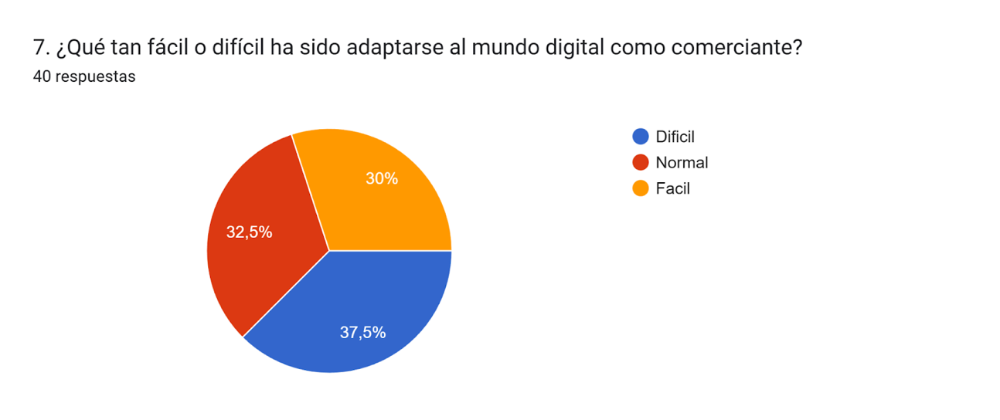 7. ¿Qué tan fácil o difícil ha sido adaptarse al mundo digital como comerciante?
40 respuestas
Dificil
Normal
Facil
30%
32,5%
37,5%